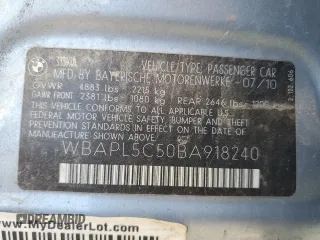 VEHICLE/TYPE: PASSENGER CAR
MFD. BY BAYERISCHE MOTORENWERKE - 07/10
GVWR 4883 lbs 2215 kg
GAWR FRONT 2381 lbs 1080 kg REAR 2646 lbs
THIS VEHICLE CONFORMS TO ALL APPLICABLE
FEDERAL MOTOR VEHICLE SAFETY, BUMPER AND
THEFT PREVENTION STANDARDS IN EFFECT ON THE
DATE OF MANUFACTURE SHOWN ABOVE.
WBAPL5C50BA918240
www.MyDealer.com